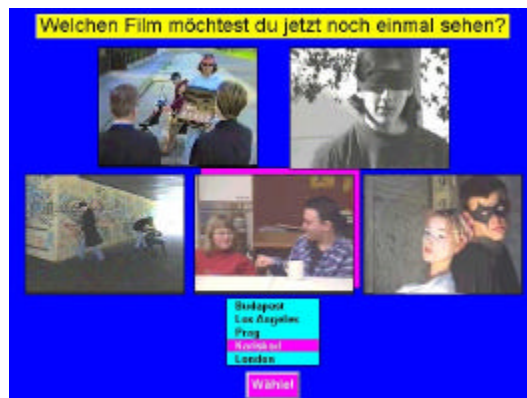 Welchen Film möchtest du jetzt noch einmal sehen?
Budapest
Los Angeles
Prag
London
Wähle!